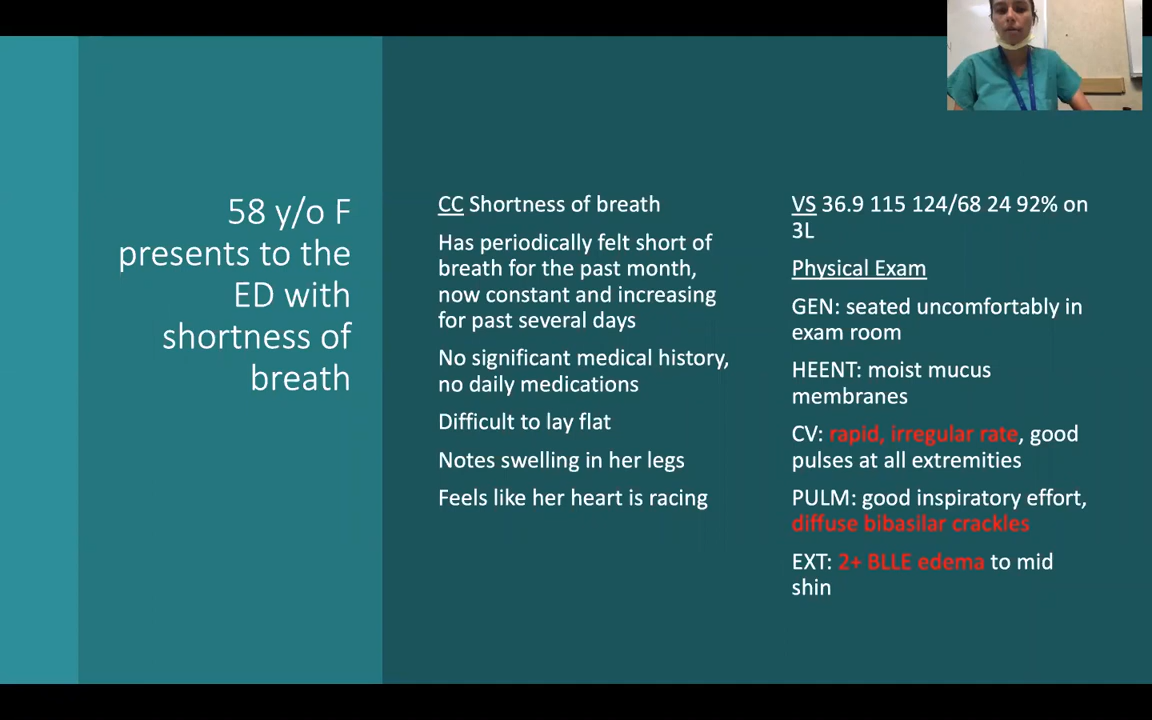 58 y/o F
presents to the
ED with
shortness of
breath
CC Shortness of breath
Has periodically felt short of
breath for the past month,
now constant and increasing
for past several days
No significant medical history,
no daily medications
Difficult to lay flat
Notes swelling in her legs
Feels like her heart is racing
VS 36.9 115 124/68 24 92% on
3L
Physical Exam
GEN: seated uncomfortably in
exam room
HEENT: moist mucus
membranes
CV: rapid, irregular rate, good
pulses at all extremities
PULM: good inspiratory effort,
diffuse bibasilar crackles
EXT: 2+ BLLE edema to mid
shin